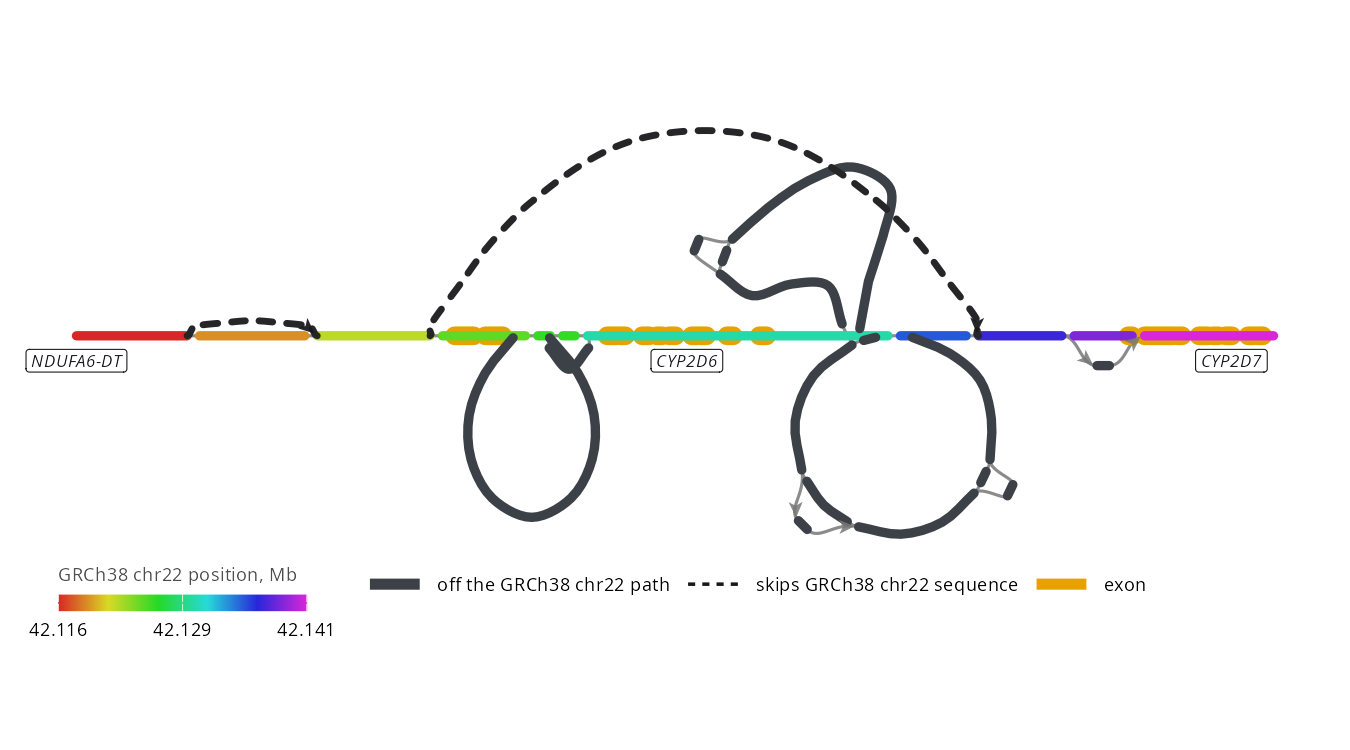 NDUFA6-DT
CYP2D6
CYP2D7
GRCh38 chr22 position, Mb
42.116
42.129
42.141
off the GRCh38 chr22 path
skips GRCh38 chr22 sequence
exon